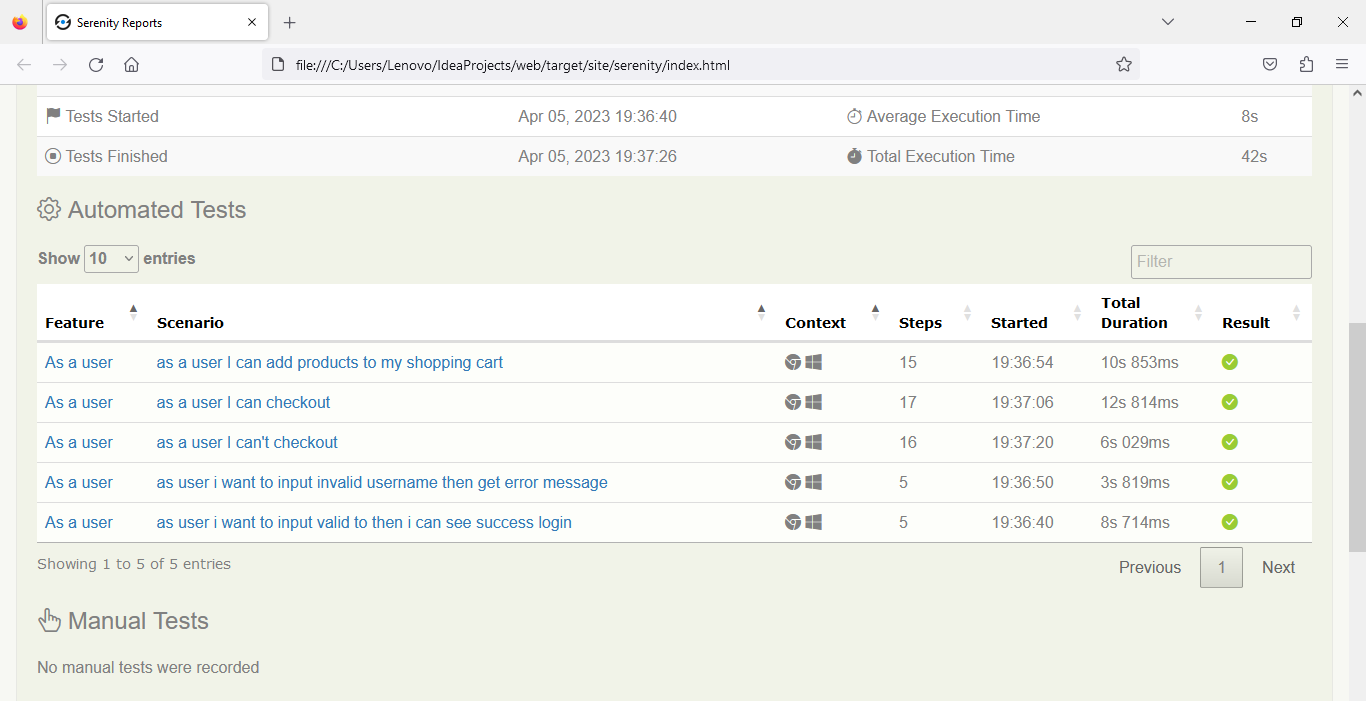 Serenity Reports
file:///C:/Users/Lenovo/IdeaProjects/web/target/site/serenity/index.html
Tests Started Apr 05, 2023 19:36:40 Average Execution Time 8s
Tests Finished Apr 05, 2023 19:37:26 Total Execution Time 42s
Automated Tests
Show 10 entries Filter
Feature Scenario Context Steps Started Total Duration Result
As a user as a user I can add products to my shopping cart 15 19:36:54 10s 853ms
As a user as a user I can checkout 17 19:37:06 12s 814ms
As a user as a user I can't checkout 16 19:37:20 6s 029ms
As a user as user i want to input invalid username then get error message 5 19:36:50 3s 819ms
As a user as user i want to input valid to then i can see success login 5 19:36:40 8s 714ms
Showing 1 to 5 of 5 entries Previous 1 Next
Manual Tests
No manual tests were recorded